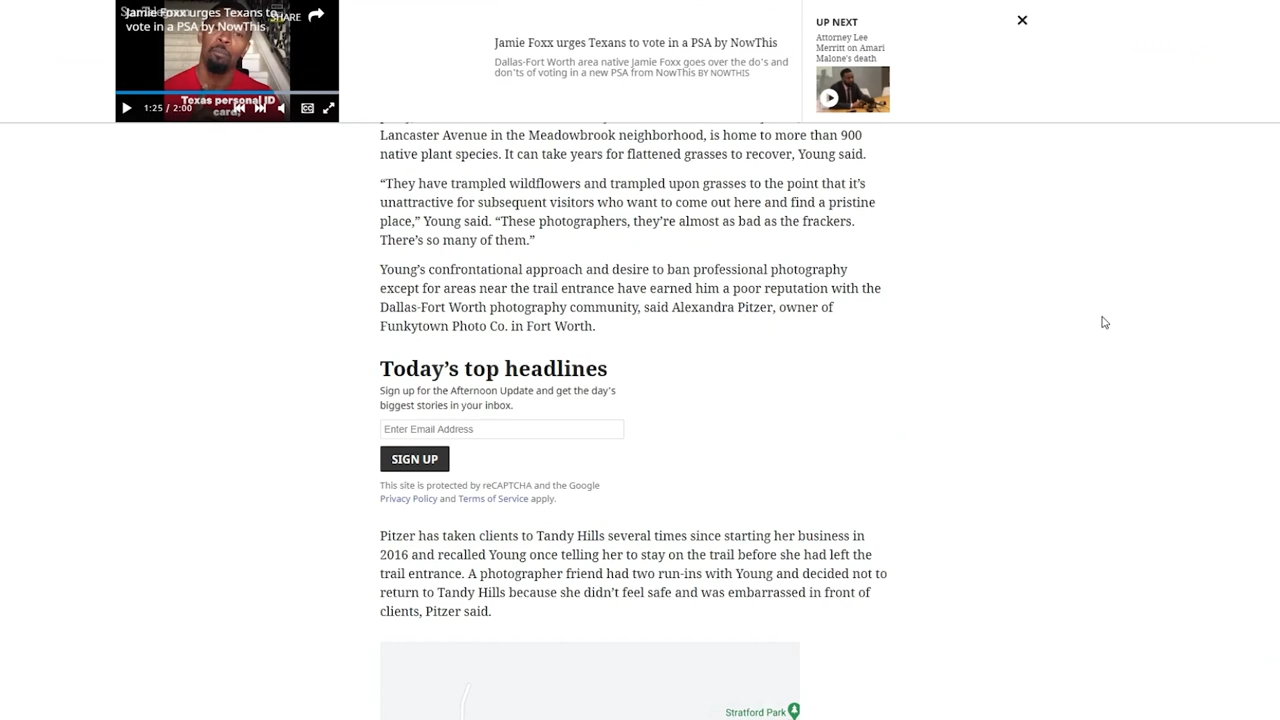 Jamie Foxx urges Texans to
vote in a PSA by NowThis
SHARE
Texas personal ID
card,
1:25 / 2:00
Jamie Foxx urges Texans to vote in a PSA by NowThis
Dallas-Fort Worth area native Jamie Foxx goes over the do's and
don'ts of voting in a new PSA from NowThis BY NOWTHIS
UP NEXT
Attorney Lee
Merritt on Amari
Malone's death
Lancaster Avenue in the Meadowbrook neighborhood, is home to more than 900
native plant species. It can take years for flattened grasses to recover, Young said.
“They have trampled wildflowers and trampled upon grasses to the point that it’s
unattractive for subsequent visitors who want to come out here and find a pristine
place,” Young said. “These photographers, they’re almost as bad as the frackers.
There’s so many of them.”
Young’s confrontational approach and desire to ban professional photography
except for areas near the trail entrance have earned him a poor reputation with the
Dallas-Fort Worth photography community, said Alexandra Pitzer, owner of
Funkytown Photo Co. in Fort Worth.
Today’s top headlines
Sign up for the Afternoon Update and get the day’s
biggest stories in your inbox.
Enter Email Address
SIGN UP
This site is protected by reCAPTCHA and the Google
Privacy Policy and Terms of Service apply.
Pitzer has taken clients to Tandy Hills several times since starting her business in
2016 and recalled Young once telling her to stay on the trail before she had left the
trail entrance. A photographer friend had two run-ins with Young and decided not to
return to Tandy Hills because she didn’t feel safe and was embarrassed in front of
clients, Pitzer said.
Stratford Park